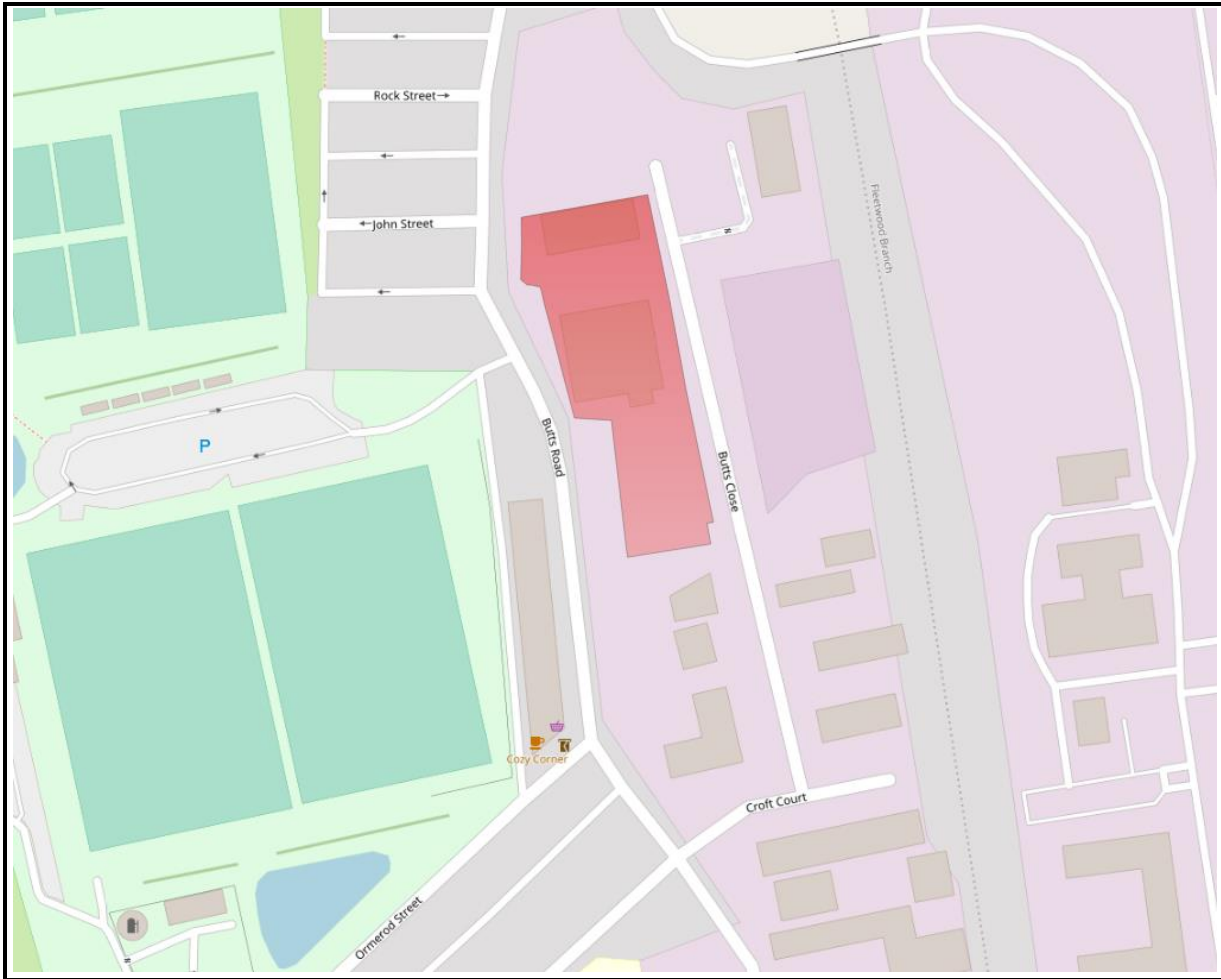 Rock Street
John Street
Fleetwood Branch
P
Butts Road
Butts Close
Cozy Corner
Croft Court
Ormerod Street